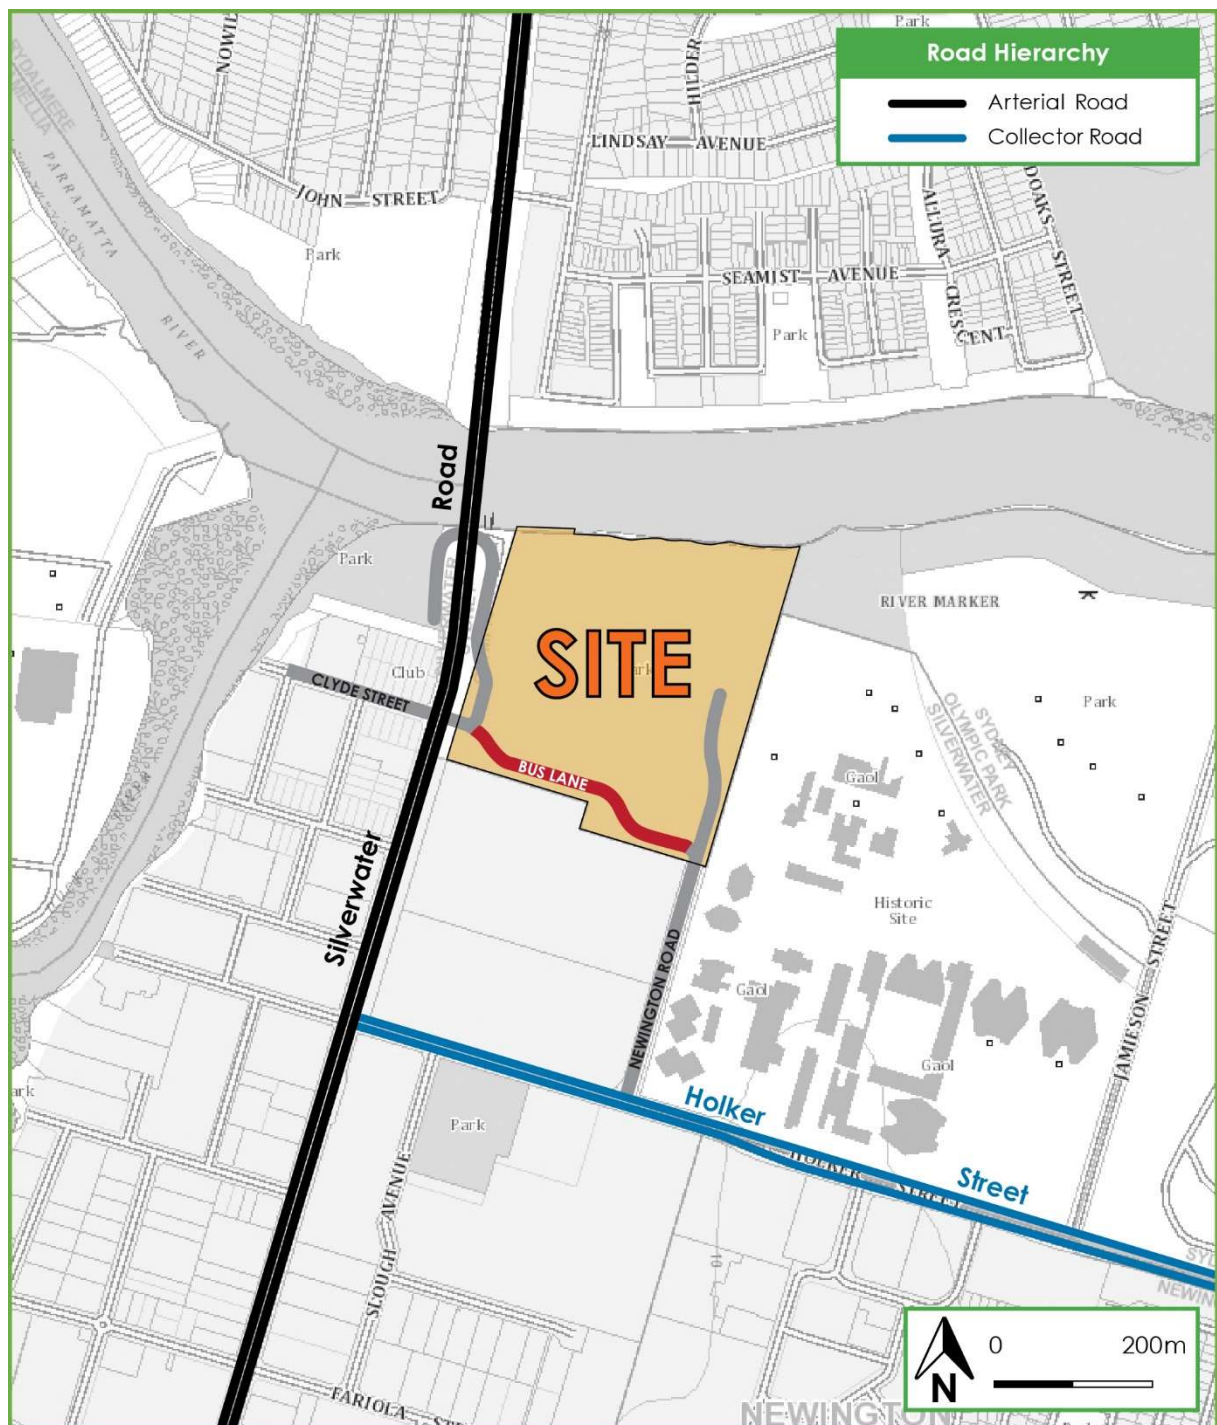 Park
Road Hierarchy
Arterial Road
Collector Road
NOWILL
HILDER
LINDSAY AVENUE
JOHN STREET
Park
PARRAMATTA
RIVER
ALLURA
CRESCENT
DOAKS STREET
SEAMIST AVENUE
Park
Road
Park
RIVER MARKER
SITE
Club
CLYDE STREET
BUS LANE
Park
SYDNEY
OLYMPIC PARK
SILVERWATER
Gaol
Historic
Site
Silverwater
NEWINGTON ROAD
Gaol
JAMIESON STREET
Gaol
Holker
Street
HOLKER STREET
Park
ark
SLOUGH AVENUE
FARIOLA
NEWINGTON
N
0 200m